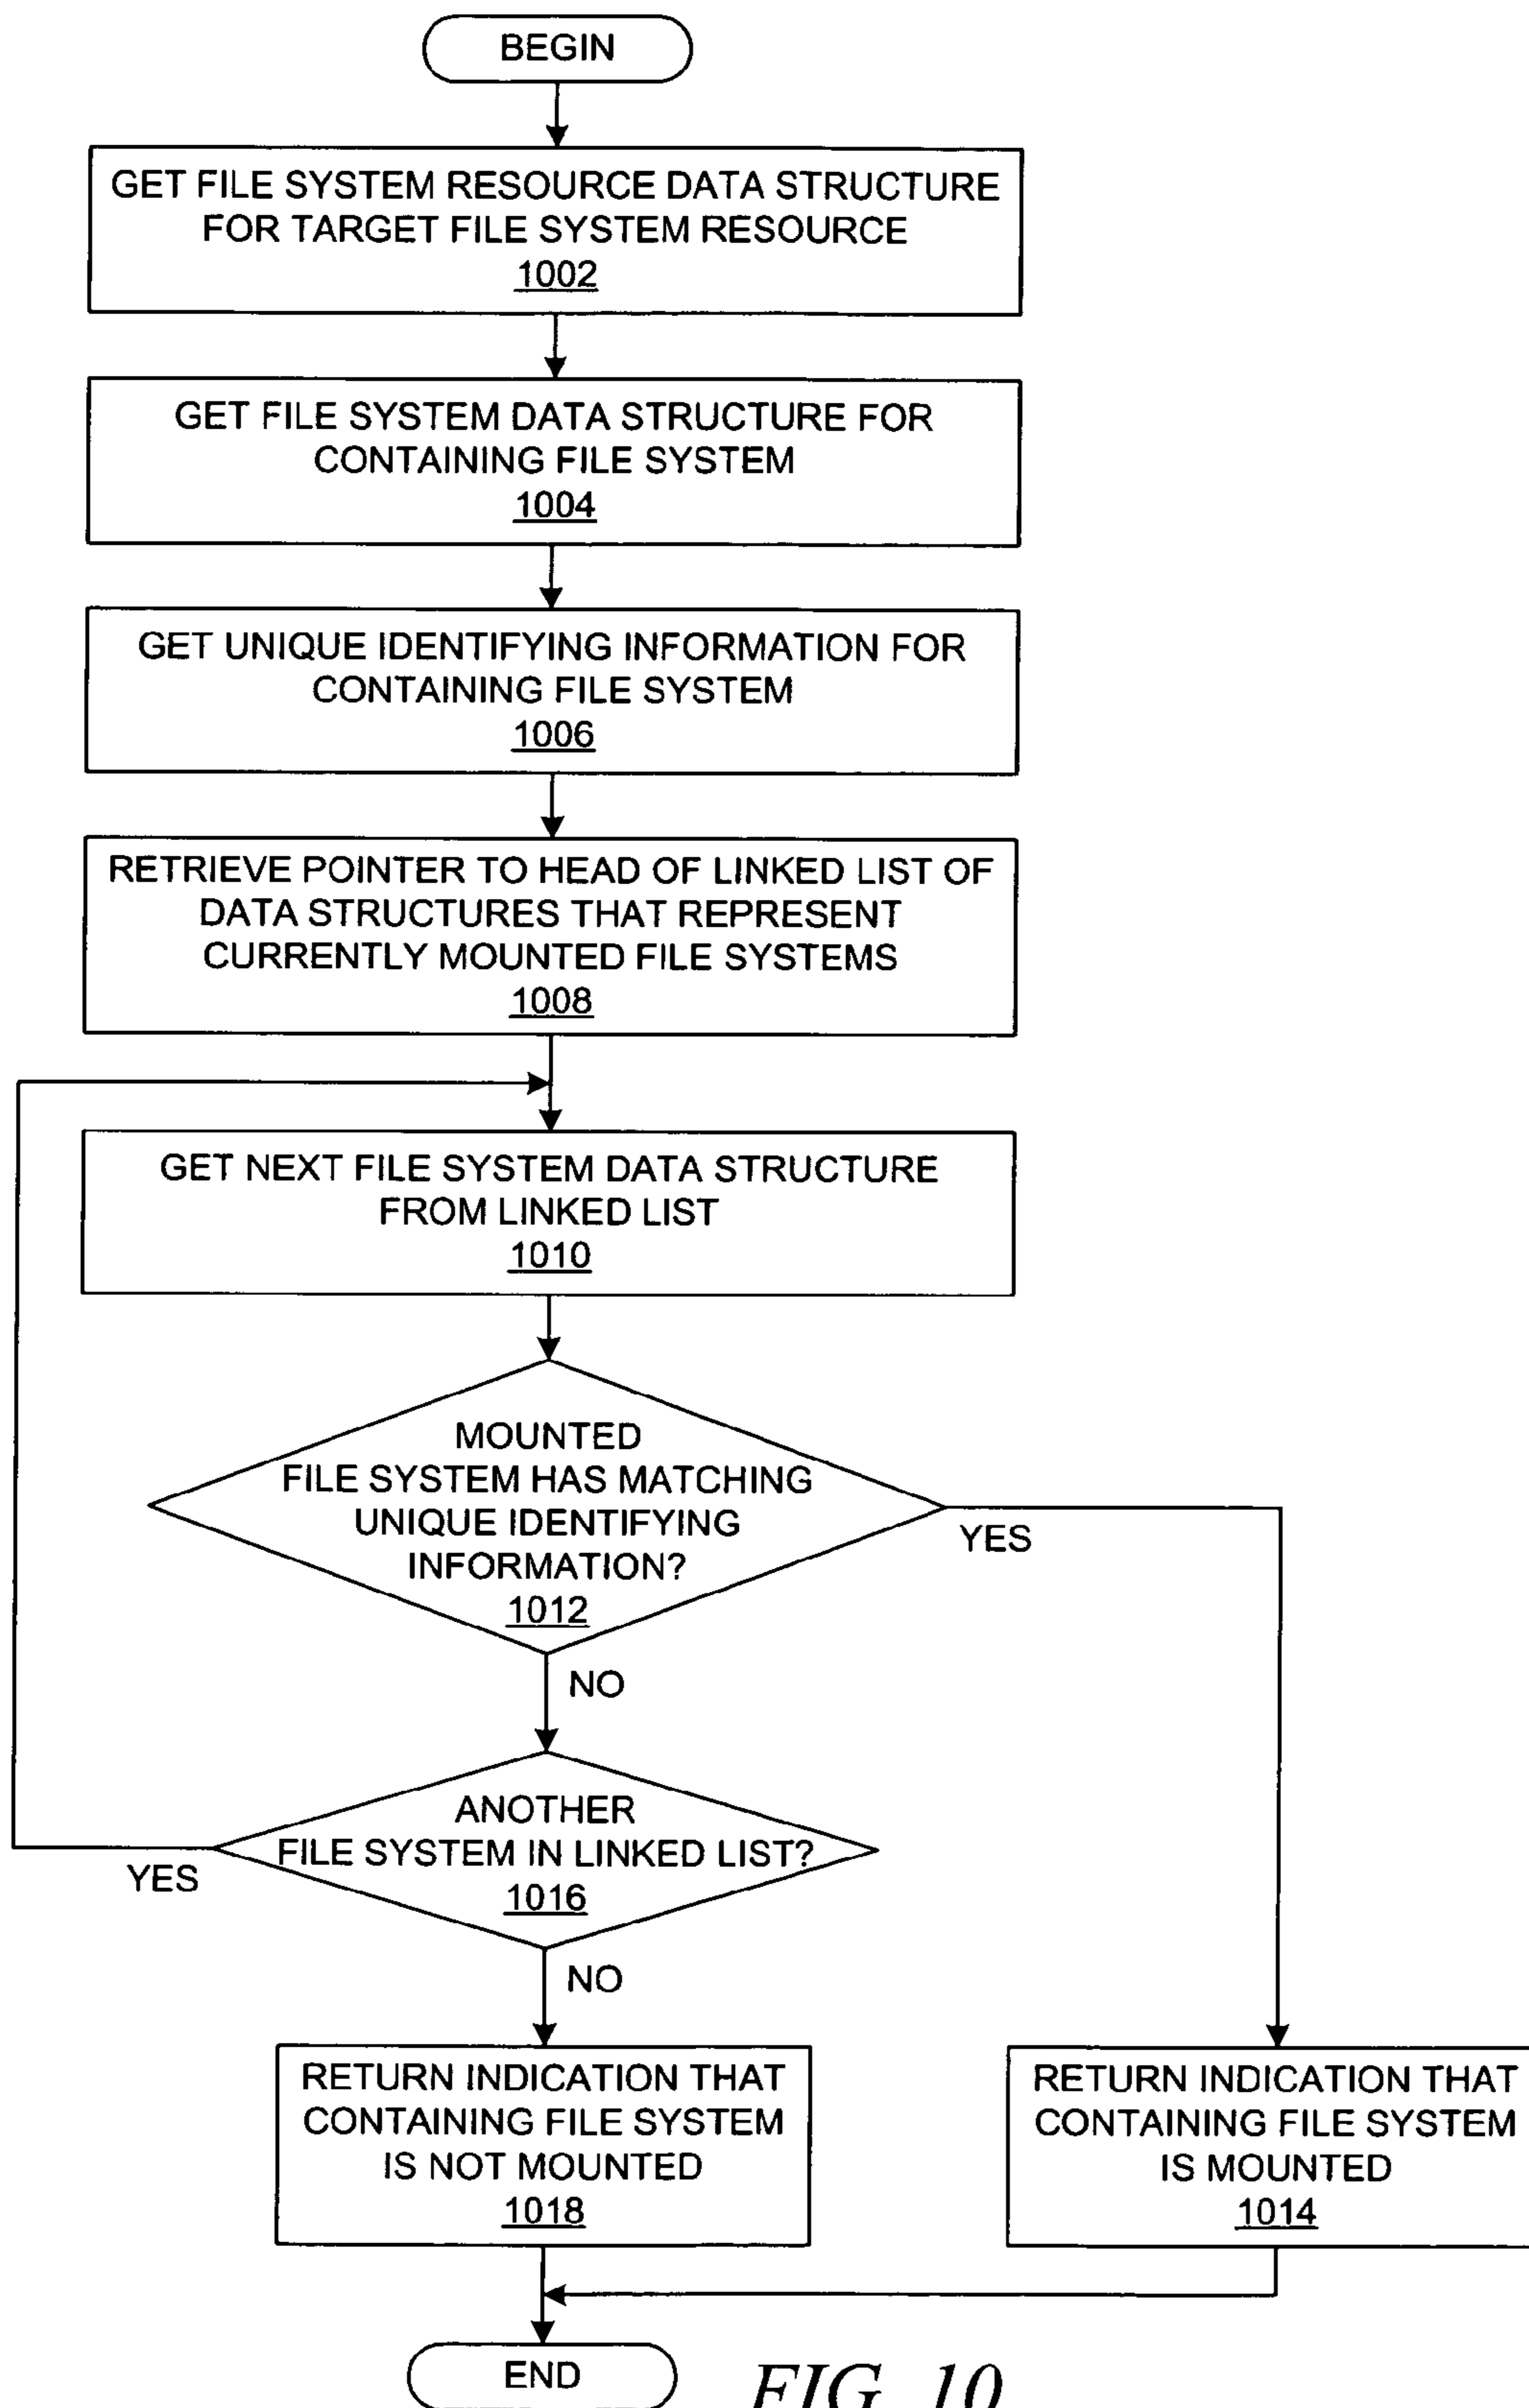 BEGIN
GET FILE SYSTEM RESOURCE DATA STRUCTURE
FOR TARGET FILE SYSTEM RESOURCE
1002
GET FILE SYSTEM DATA STRUCTURE FOR
CONTAINING FILE SYSTEM
1004
GET UNIQUE IDENTIFYING INFORMATION FOR
CONTAINING FILE SYSTEM
1006
RETRIEVE POINTER TO HEAD OF LINKED LIST OF
DATA STRUCTURES THAT REPRESENT
CURRENTLY MOUNTED FILE SYSTEMS
1008
GET NEXT FILE SYSTEM DATA STRUCTURE
FROM LINKED LIST
1010
MOUNTED
FILE SYSTEM HAS MATCHING
UNIQUE IDENTIFYING
INFORMATION?
1012
YES
NO
ANOTHER
FILE SYSTEM IN LINKED LIST?
1016
YES
NO
RETURN INDICATION THAT
CONTAINING FILE SYSTEM
IS NOT MOUNTED
1018
RETURN INDICATION THAT
CONTAINING FILE SYSTEM
IS MOUNTED
1014
END
FIG. 10